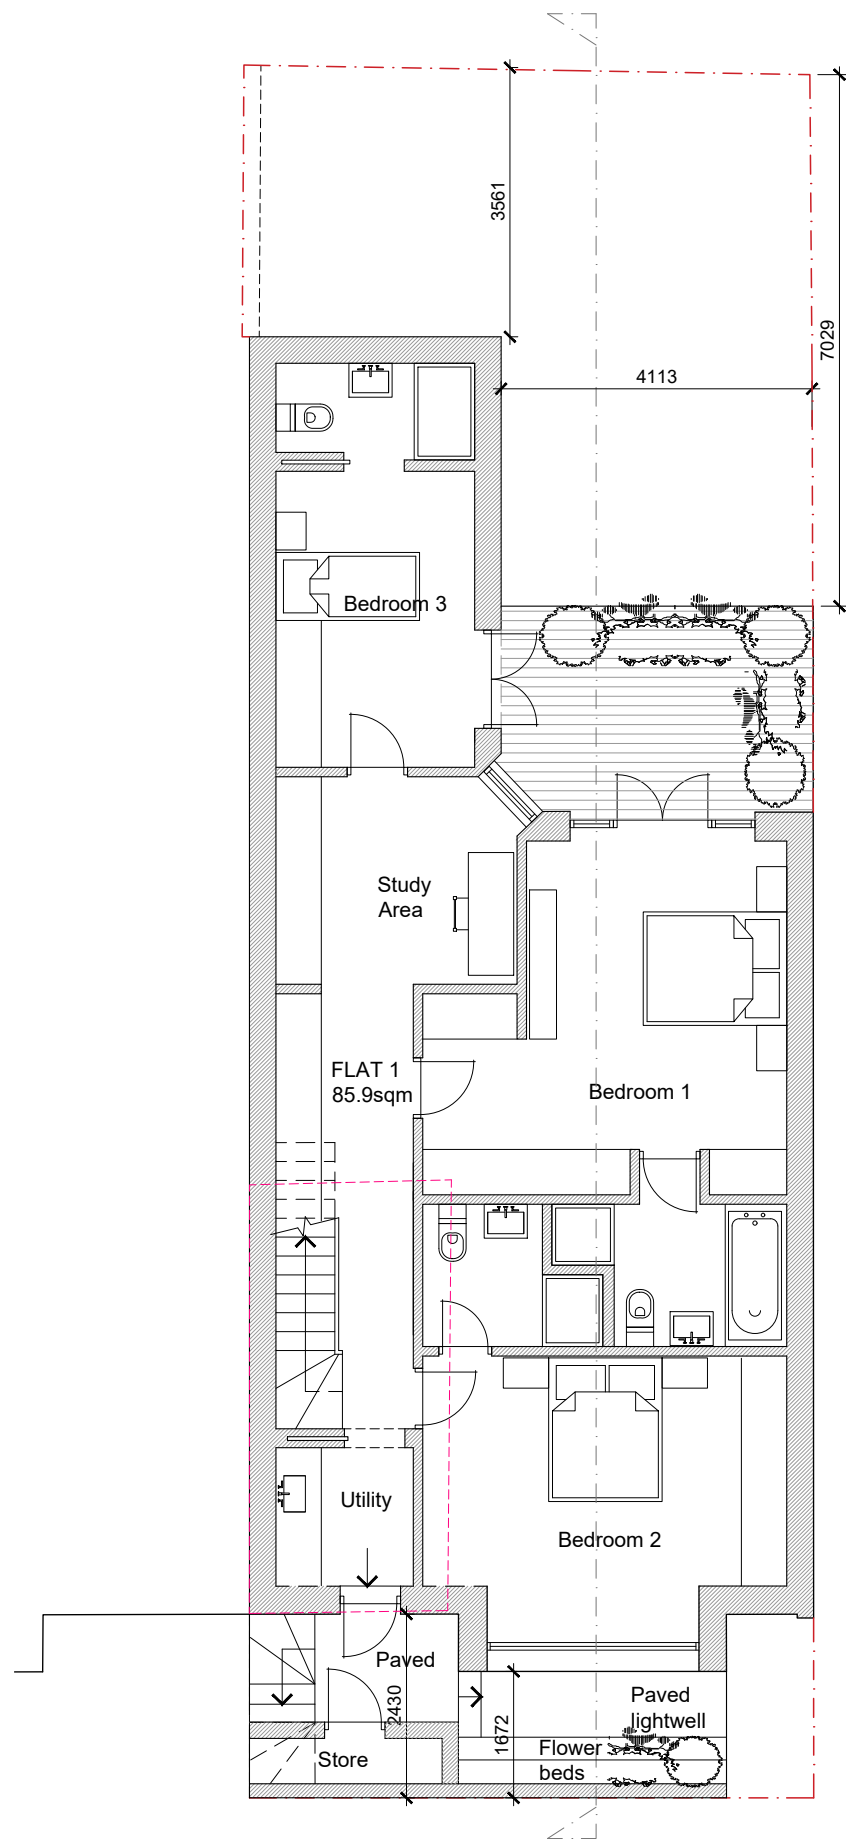 3561
7029
4113
Bedroom 3
Study
Area
FLAT 1
85.9sqm
Bedroom 1
Utility
Bedroom 2
Paved
2430
1672
Paved
lightwell
Flower
beds
Store